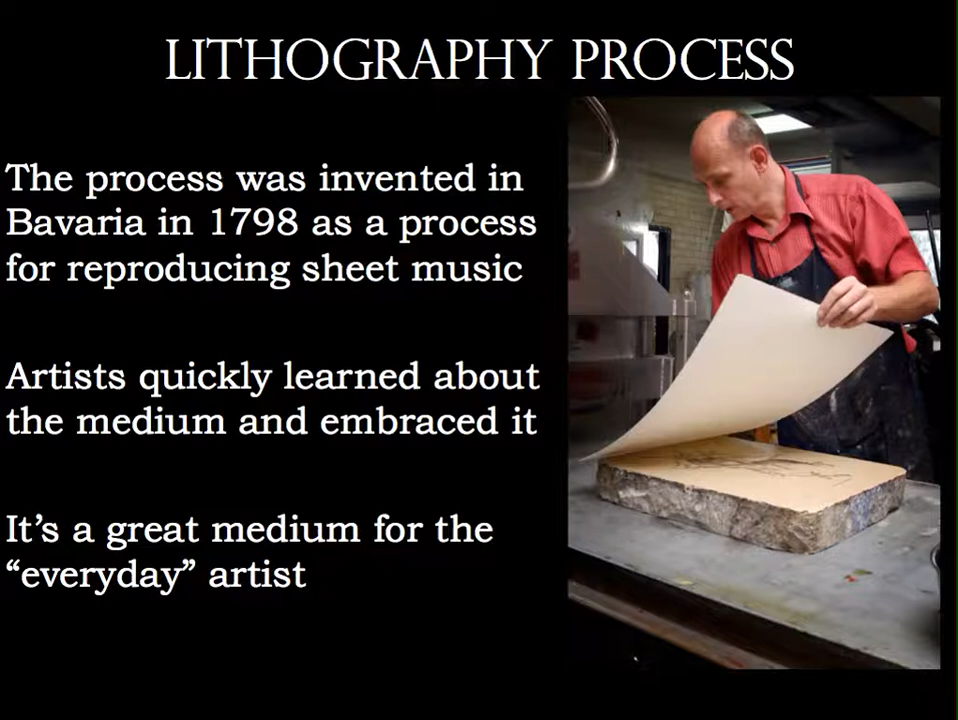 LITHOGRAPHY PROCESS
The process was invented in
Bavaria in 1798 as a process
for reproducing sheet music
Artists quickly learned about
the medium and embraced it
It’s a great medium for the
“everyday” artist